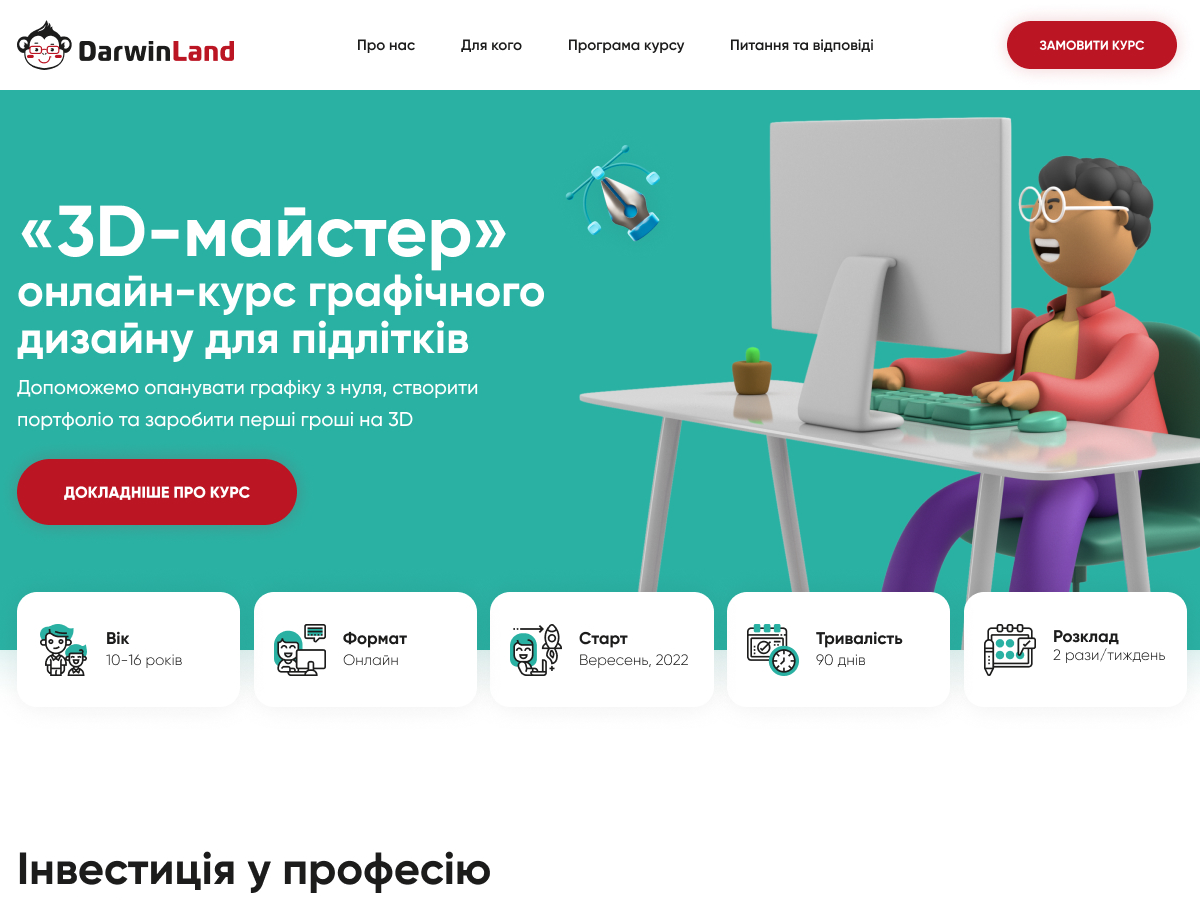 DarwinLand
Про нас
Для кого
Програма курсу
Питання та відповіді
ЗАМОВИТИ КУРС
«3D-майстер»
онлайн-курс графічного
дизайну для підлітків
Допоможемо опанувати графіку з нуля, створити
портфоліо та заробити перші гроші на 3D
ДОКЛАДНІШЕ ПРО КУРС
Вік
10-16 років
Формат
Онлайн
Старт
Вересень, 2022
Тривалість
90 днів
Розклад
2 рази/тиждень
Інвестиція у професію